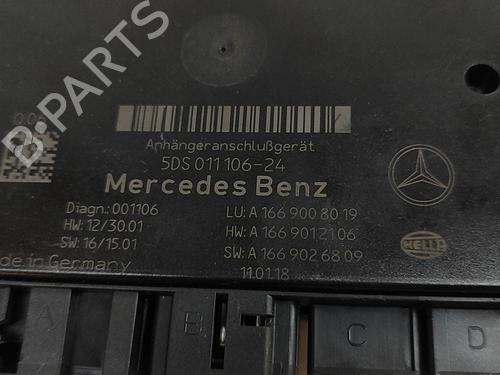 B-PARTS
Anhängeranschlußgerät
5DS 011 106-24
Mercedes Benz
Diagn.: 001106
HW: 12/30.01
SW: 16/15.01
LU: A 166 900 80 19
HW: A 166 901 21 06
SW: A 166 902 68 09
11.01.18
HELLA
de in Germany
A
B
C
D